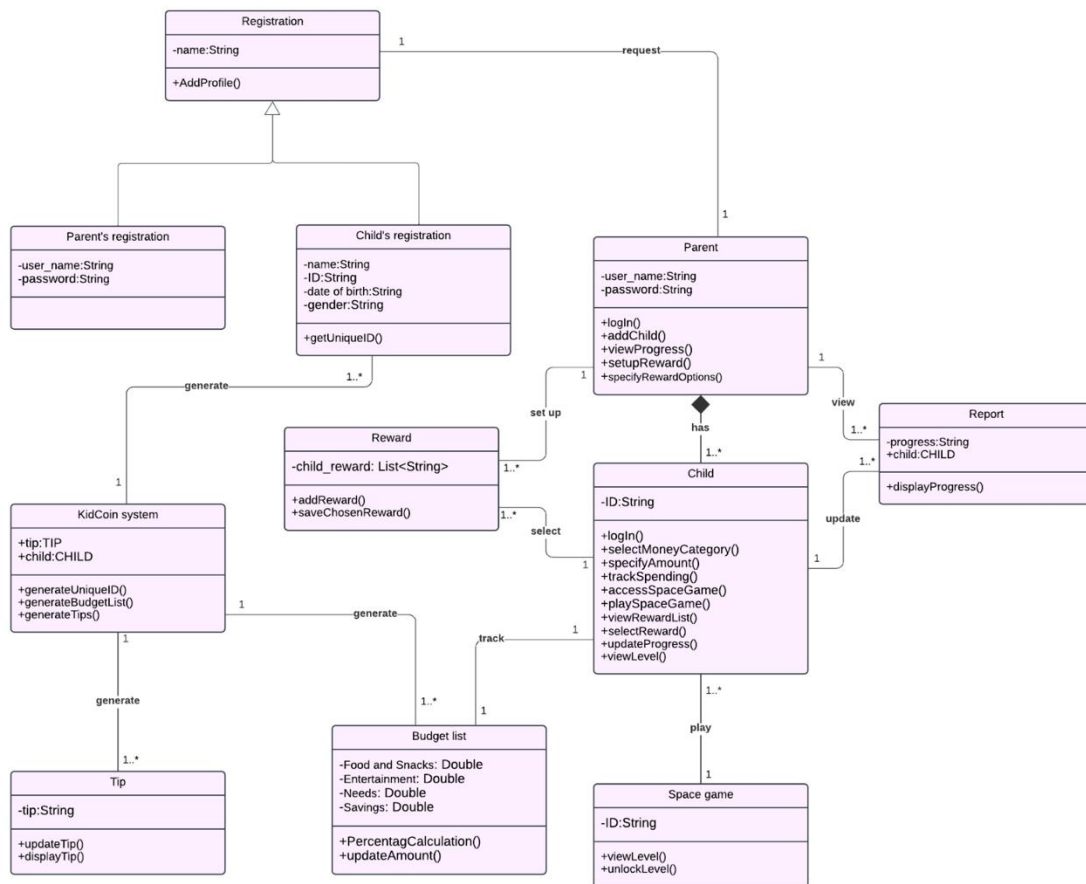 Registration
-name:String
+AddProfile()
1
request
1
Parent's registration
-user_name:String
-password:String
Child's registration
-name:String
-ID:String
-date of birth:String
-gender:String
+getUniqueID()
Parent
-user_name:String
-password:String
+logIn()
+addChild()
+viewProgress()
+setupReward()
+specifyRewardOptions()
1..*
generate
1
1
set up
1..*
1
view
1..*
has
1..*
Reward
-child_reward: List<String>
+addReward()
+saveChosenReward()
Report
-progress:String
+child:CHILD
+displayProgress()
1..*
update
1
1..*
select
1
Child
-ID:String
+logIn()
+selectMoneyCategory()
+specifyAmount()
+trackSpending()
+accessSpaceGame()
+playSpaceGame()
+viewRewardList()
+selectReward()
+updateProgress()
+viewLevel()
KidCoin system
+tip:TIP
+child:CHILD
+generateUniqueID()
+generateBudgetList()
+generateTips()
1
generate
1..*
1
track
1
1
generate
1..*
1..*
play
1
Budget list
-Food and Snacks: Double
-Entertainment: Double
-Needs: Double
-Savings: Double
+PercentagCalculation()
+updateAmount()
Tip
-tip:String
+updateTip()
+displayTip()
Space game
-ID:String
+viewLevel()
+unlockLevel()